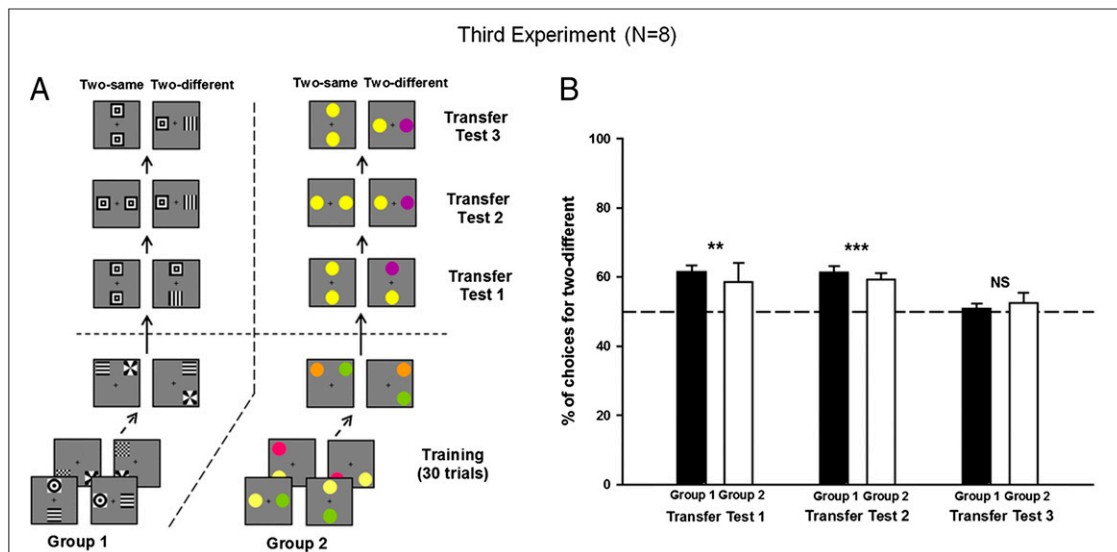 Third Experiment (N=8)
A
Two-same Two-different
Two-same Two-different
Transfer
Test 3
Transfer
Test 2
Transfer
Test 1
Training
(30 trials)
Group 1
Group 2
B
% of choices for two-different
100
80
60
40
20
0
**
***
NS
Group 1 Group 2
Group 1 Group 2
Group 1 Group 2
Transfer Test 1
Transfer Test 2
Transfer Test 3